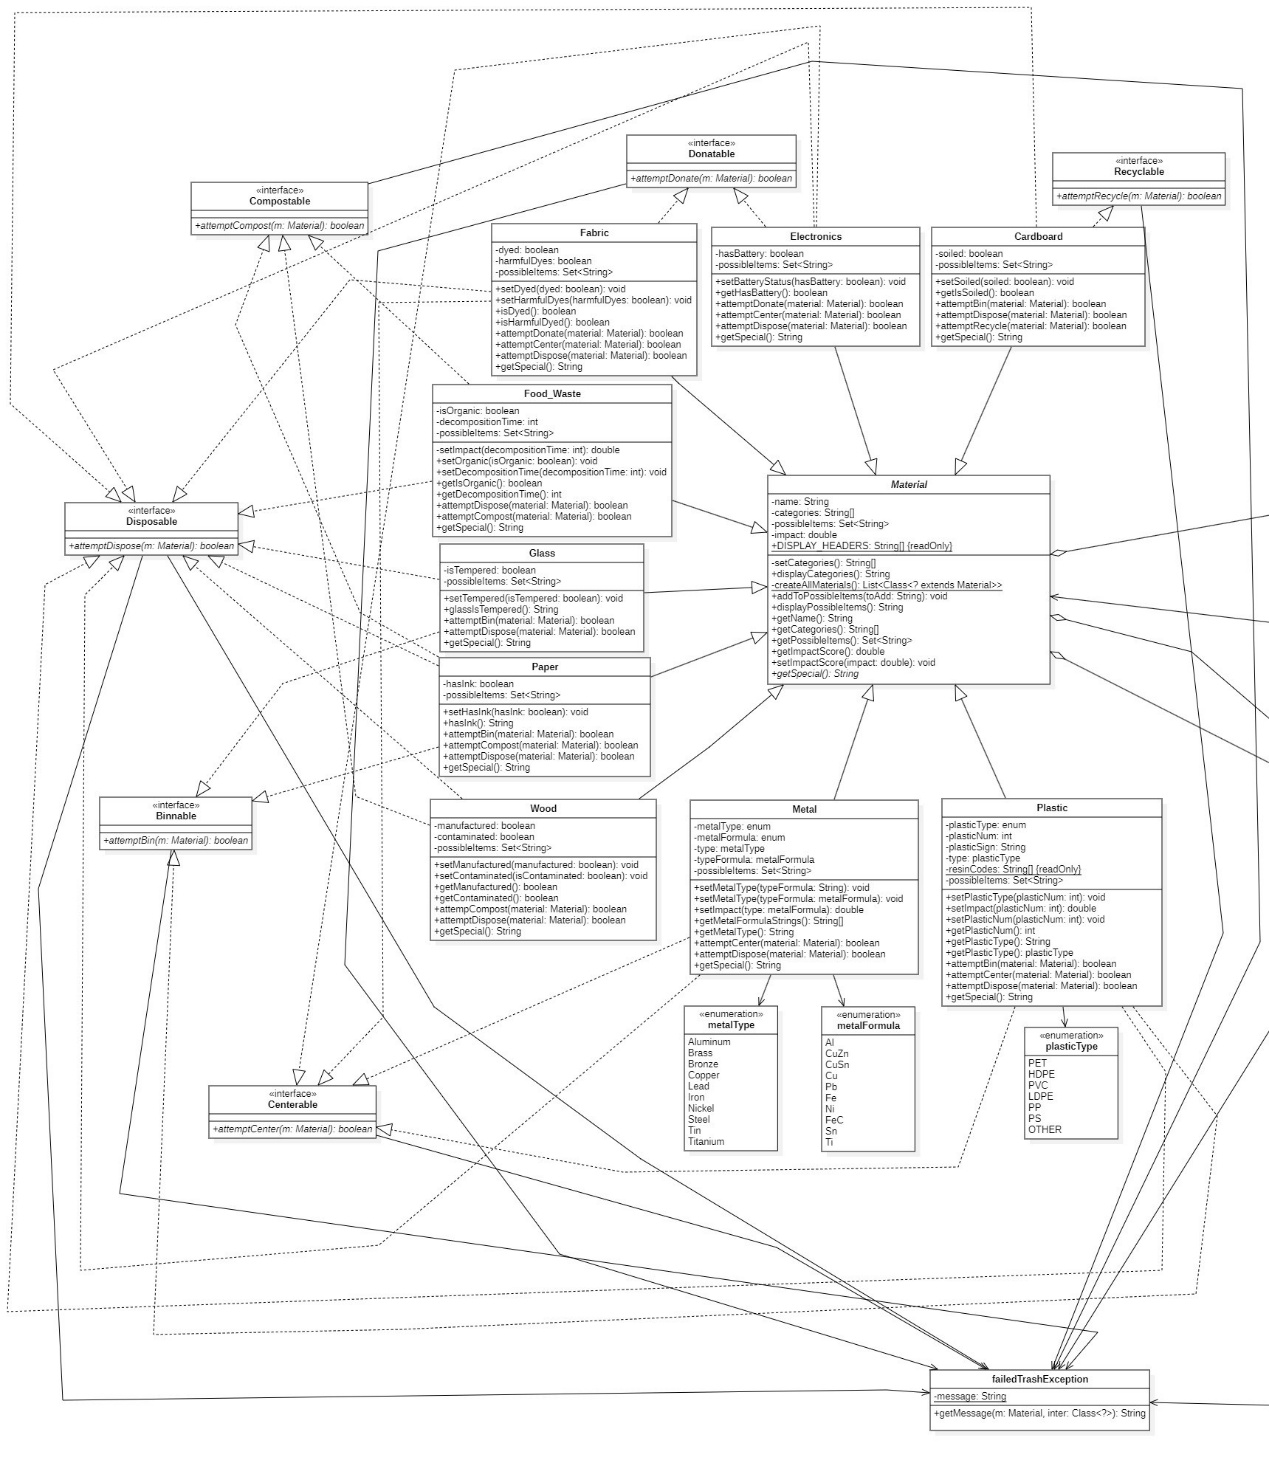 «interface»
Donatable
+attemptDonate(m: Material): boolean
«interface»
Recyclable
+attemptRecycle(m: Material): boolean
«interface»
Compostable
+attemptCompost(m: Material): boolean
Fabric
-dyed: boolean
-harmfulDyes: boolean
-possibleItems: Set<String>
+setDyed(dyed: boolean): void
+setHarmfulDyes(harmfulDyes: boolean): void
+isDyed(): boolean
+isHarmfulDyed(): boolean
+attemptDonate(material: Material): boolean
+attemptCenter(material: Material): boolean
+attemptDispose(material: Material): boolean
+getSpecial(): String
Electronics
-hasBattery: boolean
-possibleItems: Set<String>
+setBatteryStatus(hasBattery: boolean): void
+getHasBattery(): boolean
+attemptDonate(material: Material): boolean
+attemptCenter(material: Material): boolean
+attemptDispose(material: Material): boolean
+getSpecial(): String
Cardboard
-soiled: boolean
-possibleItems: Set<String>
+setSoiled(soiled: boolean): void
+getIsSoiled(): boolean
+attemptBin(material: Material): boolean
+attemptDispose(material: Material): boolean
+attemptRecycle(material: Material): boolean
+getSpecial(): String
Food_Waste
-isOrganic: boolean
-decompositionTime: int
-possibleItems: Set<String>
-setImpact(decompositionTime: int): double
+setOrganic(isOrganic: boolean): void
+setDecompositionTime(decompositionTime: int): void
+getIsOrganic(): boolean
+getDecompositionTime(): int
+attemptDispose(material: Material): boolean
+attemptCompost(material: Material): boolean
+getSpecial(): String
Material
-name: String
-categories: String[]
-possibleItems: Set<String>
-impact: double
+DISPLAY_HEADERS: String[] {readOnly}
-setCategories(): String[]
+displayCategories(): String
-createAllMaterials(): List<Class<? extends Material>>
+addToPossibleItems(toAdd: String): void
+displayPossibleItems(): String
+getName(): String
+getCategories(): String[]
+getPossibleItems(): Set<String>
+getImpactScore(): double
+setImpactScore(impact: double): void
+getSpecial(): String
«interface»
Disposable
+attemptDispose(m: Material): boolean
Glass
-isTempered: boolean
-possibleItems: Set<String>
+setTempered(isTempered: boolean): void
+glassIsTempered(): String
+attemptBin(material: Material): boolean
+attemptDispose(material: Material): boolean
+getSpecial(): String
Paper
-hasInk: boolean
-possibleItems: Set<String>
+setHasInk(hasInk: boolean): void
+hasInk(): String
+attemptBin(material: Material): boolean
+attemptCompost(material: Material): boolean
+attemptDispose(material: Material): boolean
+getSpecial(): String
«interface»
Binnable
+attemptBin(m: Material): boolean
Wood
-manufactured: boolean
-contaminated: boolean
-possibleItems: Set<String>
+setManufactured(manufactured: boolean): void
+setContaminated(isContaminated: boolean): void
+getManufactured(): boolean
+getContaminated(): boolean
+attempCompost(material: Material): boolean
+attemptDispose(material: Material): boolean
+getSpecial(): String
Metal
-metalType: enum
-metalFormula: enum
-type: metalType
-typeFormula: metalFormula
-possibleItems: Set<String>
+setMetalType(typeFormula: String): void
+setMetalType(typeFormula: metalFormula): void
+setImpact(type: metalFormula): double
+getMetalFormulaStrings(): String[]
+getMetalType(): String
+attemptCenter(material: Material): boolean
+attemptDispose(material: Material): boolean
+getSpecial(): String
Plastic
-plasticType: enum
-plasticNum: int
-plasticSign: String
-type: plasticType
-resinCodes: String[] {readOnly}
-possibleItems: Set<String>
+setPlasticType(plasticNum: int): void
+setImpact(plasticNum: int): double
+setPlasticNum(plasticNum: int): void
+getPlasticNum(): int
+getPlasticType(): String
+getPlasticType(): plasticType
+attemptBin(material: Material): boolean
+attemptCenter(material: Material): boolean
+attemptDispose(material: Material): boolean
+getSpecial(): String
«enumeration»
metalType
Aluminum
Brass
Bronze
Copper
Lead
Iron
Nickel
Steel
Tin
Titanium
«enumeration»
metalFormula
Al
CuZn
CuSn
Cu
Pb
Fe
Ni
FeC
Sn
Ti
«enumeration»
plasticType
PET
HDPE
PVC
LDPE
PP
PS
OTHER
«interface»
Centerable
+attemptCenter(m: Material): boolean
failedTrashException
-message: String
+getMessage(m: Material, inter: Class<?>): String